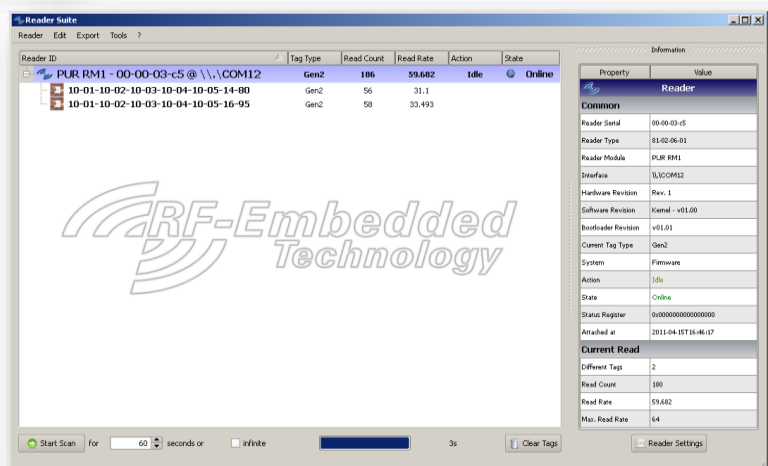 Reader Suite
Reader Edit Export Tools ?
Information
Reader ID Tag Type Read Count Read Rate Action State
PUR RM1 - 00-00-03-c5 @ \\.\COM12 Gen2 186 59.682 Idle Online
10-01-10-02-10-03-10-04-10-05-14-80 Gen2 56 31.1
10-01-10-02-10-03-10-04-10-05-16-95 Gen2 58 33.493
RF-Embedded
Technology
Property Value
Reader
Common
Reader Serial 00-00-03-c5
Reader Type 81-02-06-01
Reader Module PUR RM1
Interface \\.\COM12
Hardware Revision Rev. 1
Software Revision Kernel - v01.00
Bootloader Revision v01.01
Current Tag Type Gen2
System Firmware
Action Idle
State Online
Status Register 0x0000000000000000
Attached at 2011-04-15T16:46:17
Current Read
Different Tags 2
Read Count 180
Read Rate 59.682
Max. Read Rate 64
Start Scan for 60 seconds or infinite 3s Clear Tags Reader Settings